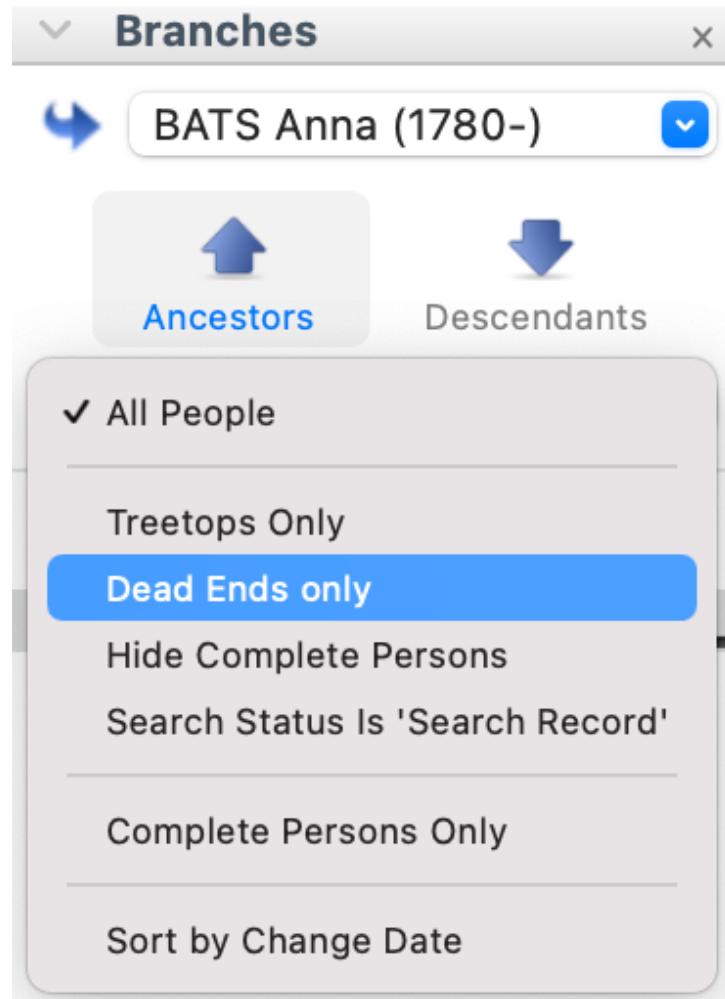 Branches
BATS Anna (1780-)
Ancestors Descendants
All People
Treetops Only
Dead Ends only
Hide Complete Persons
Search Status Is 'Search Record'
Complete Persons Only
Sort by Change Date